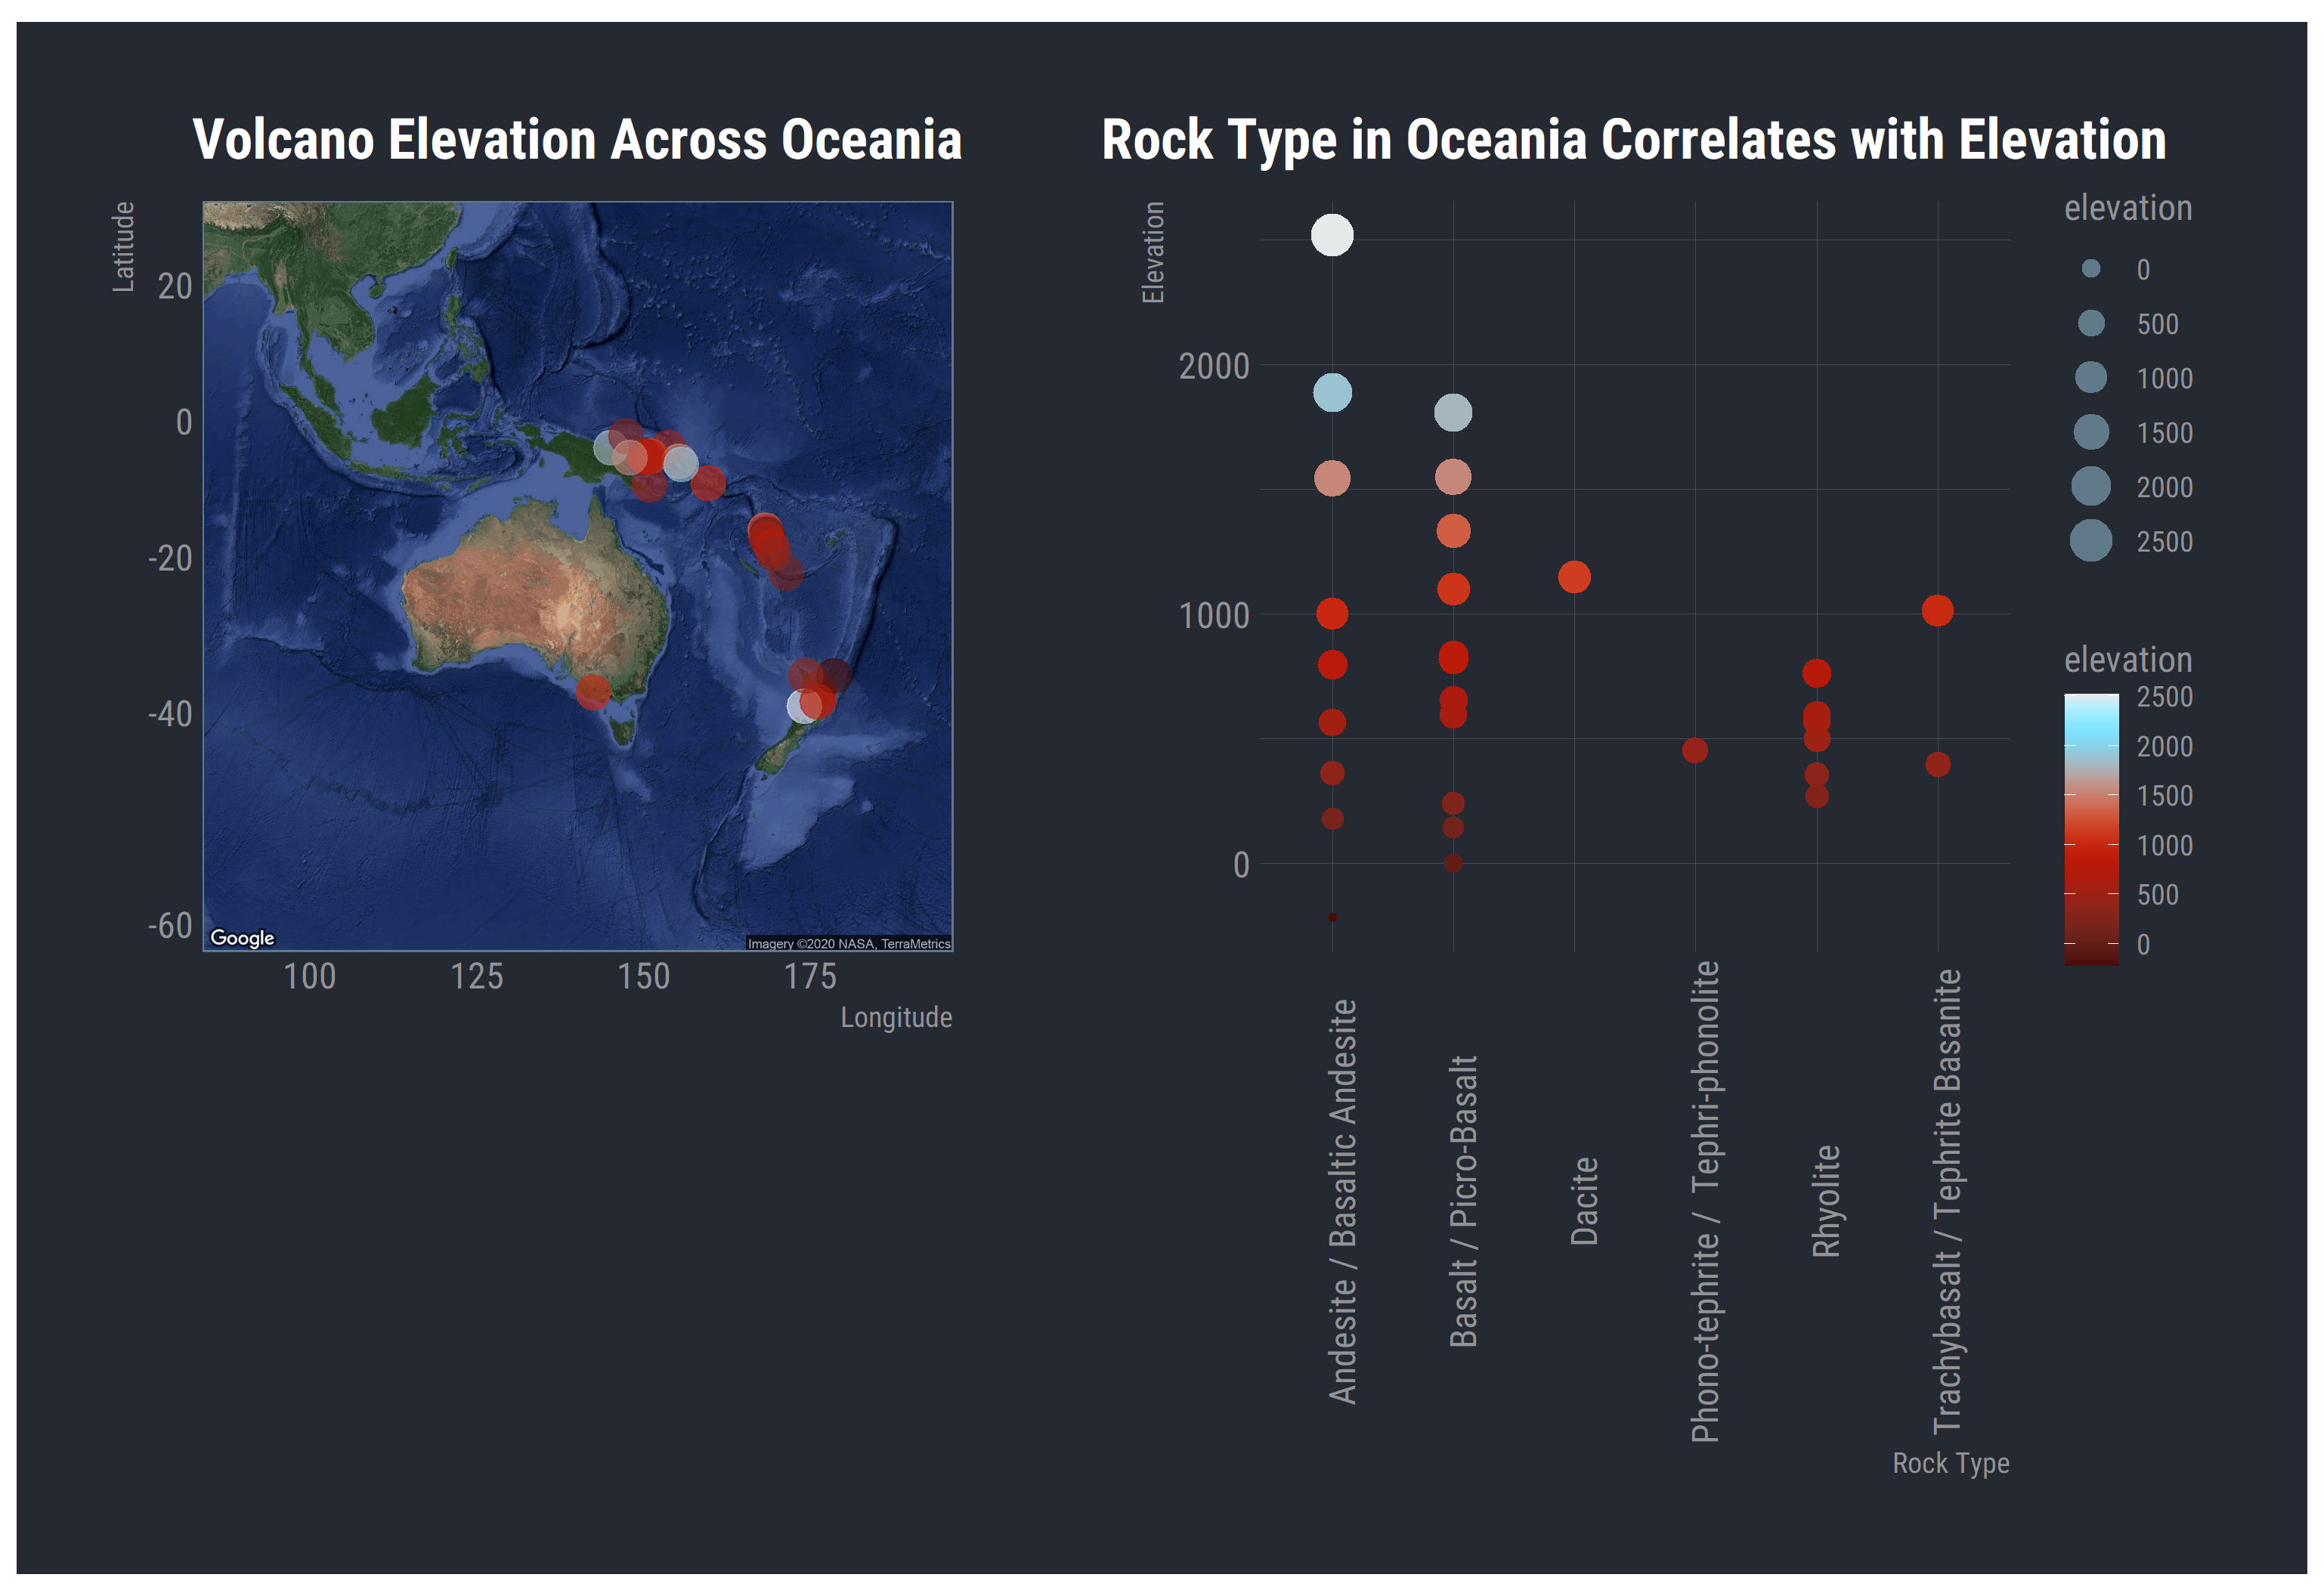 Volcano Elevation Across Oceania
Latitude
20
0
-20
-40
-60
Google
Imagery ©2020 NASA, TerraMetrics
100
125
150
175
Longitude
Rock Type in Oceania Correlates with Elevation
Elevation
2000
1000
0
Andesite / Basaltic Andesite
Basalt / Picro-Basalt
Dacite
Phono-tephrite / Tephri-phonolite
Rhyolite
Trachybasalt / Tephrite Basanite
Rock Type
elevation
0
500
1000
1500
2000
2500
elevation
2500
2000
1500
1000
500
0